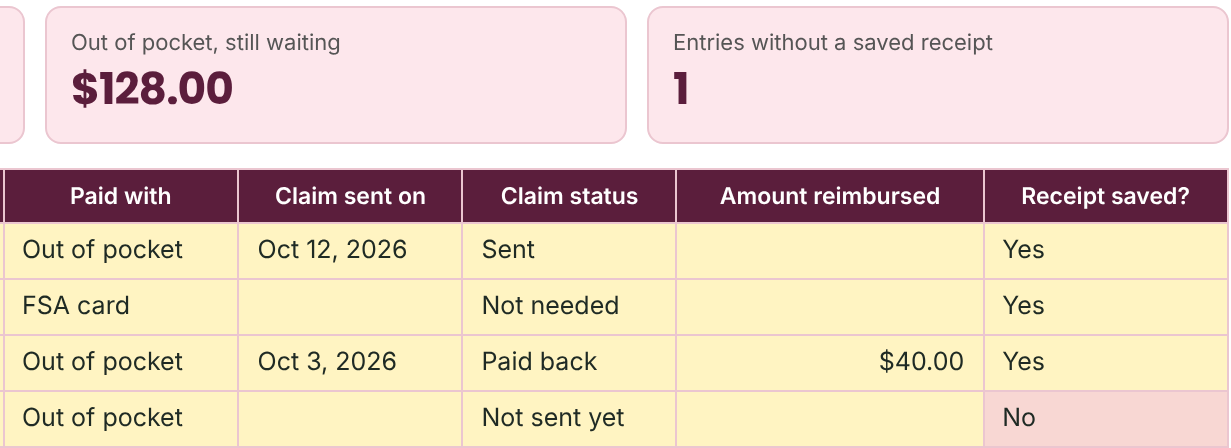 Out of pocket, still waiting
$128.00
Entries without a saved receipt
1
Paid with Claim sent on Claim status Amount reimbursed Receipt saved?
Out of pocket Oct 12, 2026 Sent Yes
FSA card Not needed Yes
Out of pocket Oct 3, 2026 Paid back $40.00 Yes
Out of pocket Not sent yet No